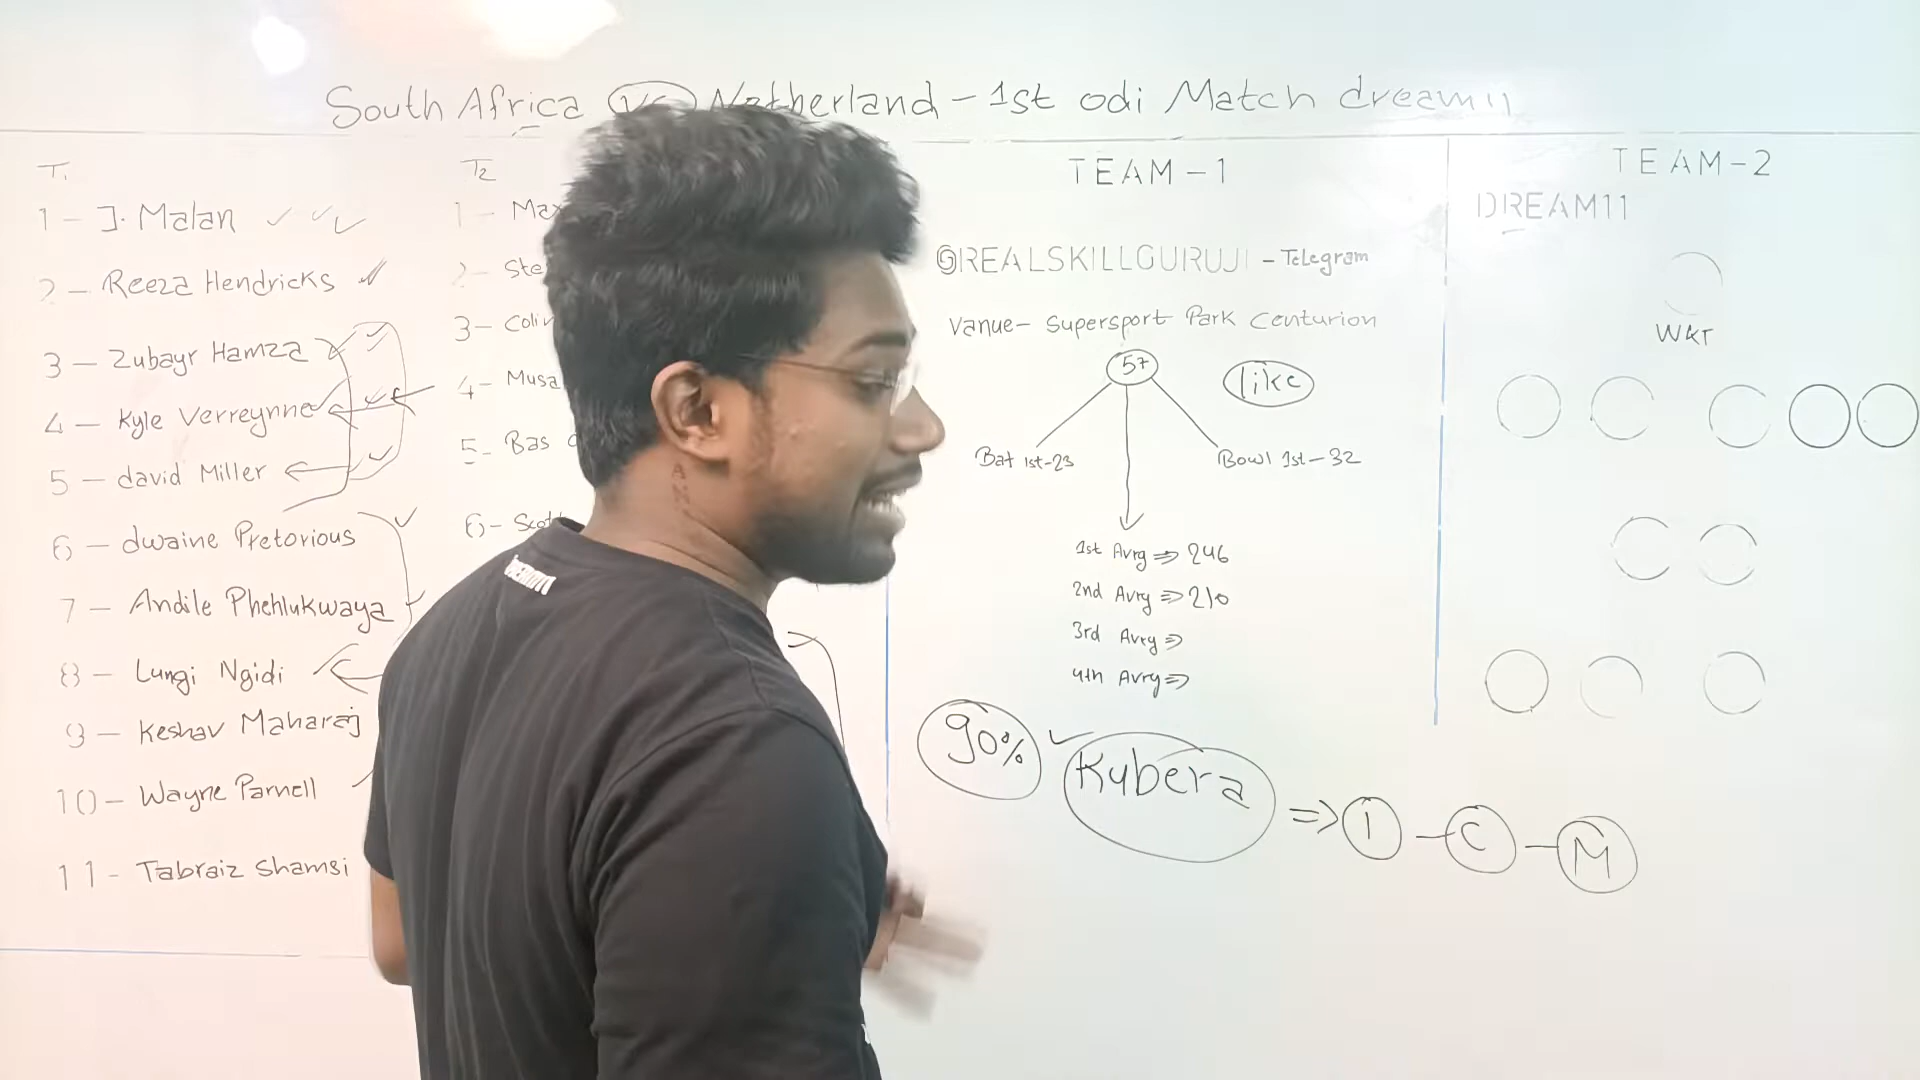 South Africa vs Netherland - 1st odi Match dream11
T1
1 - J. Malan
2 - Reeza Hendricks
3 - Zubayr Hamza
4 - Kyle Verreynne
5 - david Miller
6 - dwaine Pretorious
7 - Andile Phehlukwaya
8 - Lungi Ngidi
9 - Keshav Maharaj
10 - Wayne Parnell
11 - Tabraiz Shamsi
T2
1 - Max
2 - Ste
3 - Coli
4 - Musa
5 - Bas
6 - Scot
TEAM-1
@REALSKILLGURUJI - Telegram
Vanue - Supersport Park Centurion
57
like
Bat 1st-23
Bowl 1st-32
1st Avrg ⇒ 246
2nd Avrg ⇒ 210
3rd Avrg ⇒
4th Avrg ⇒
90%
Kubera ⇒ I - C - M
TEAM-2
DREAM11
WKT